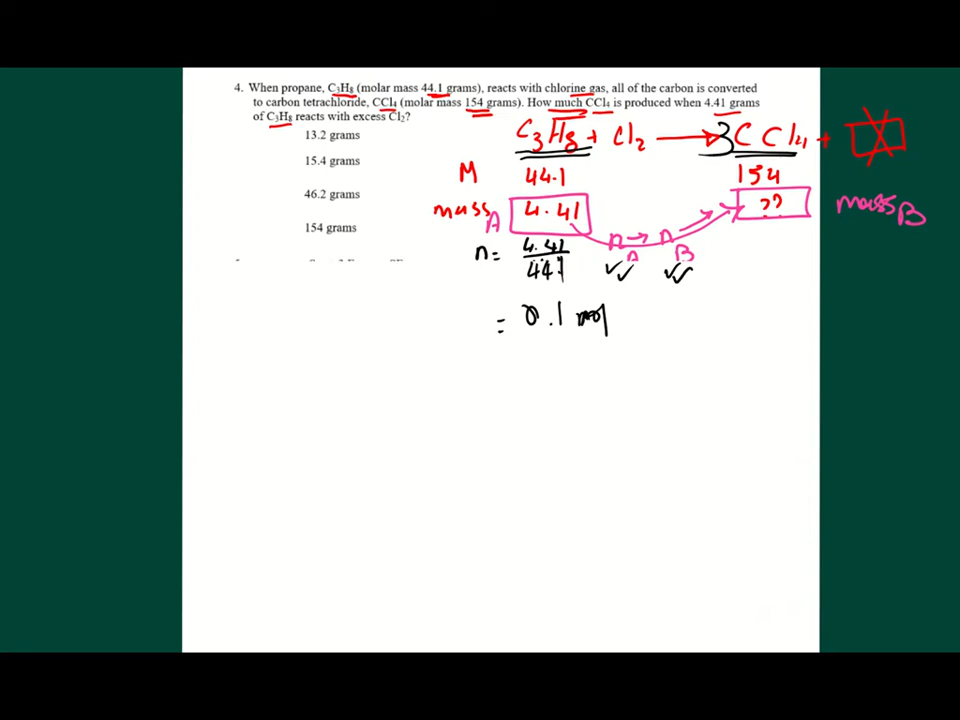 4. When propane, C₃H₈ (molar mass 44.1 grams), reacts with chlorine gas, all of the carbon is converted
to carbon tetrachloride, CCl₄ (molar mass 154 grams). How much CCl₄ is produced when 4.41 grams
of C₃H₈ reacts with excess Cl₂?
13.2 grams
15.4 grams
46.2 grams
154 grams
C₃H₈ + Cl₂ → 3 C Cl₄ +
M 44.1 154
mass A 4.41 ?? mass B
n = 4.41 / 44.1 n A → n B
= 0.1 mol